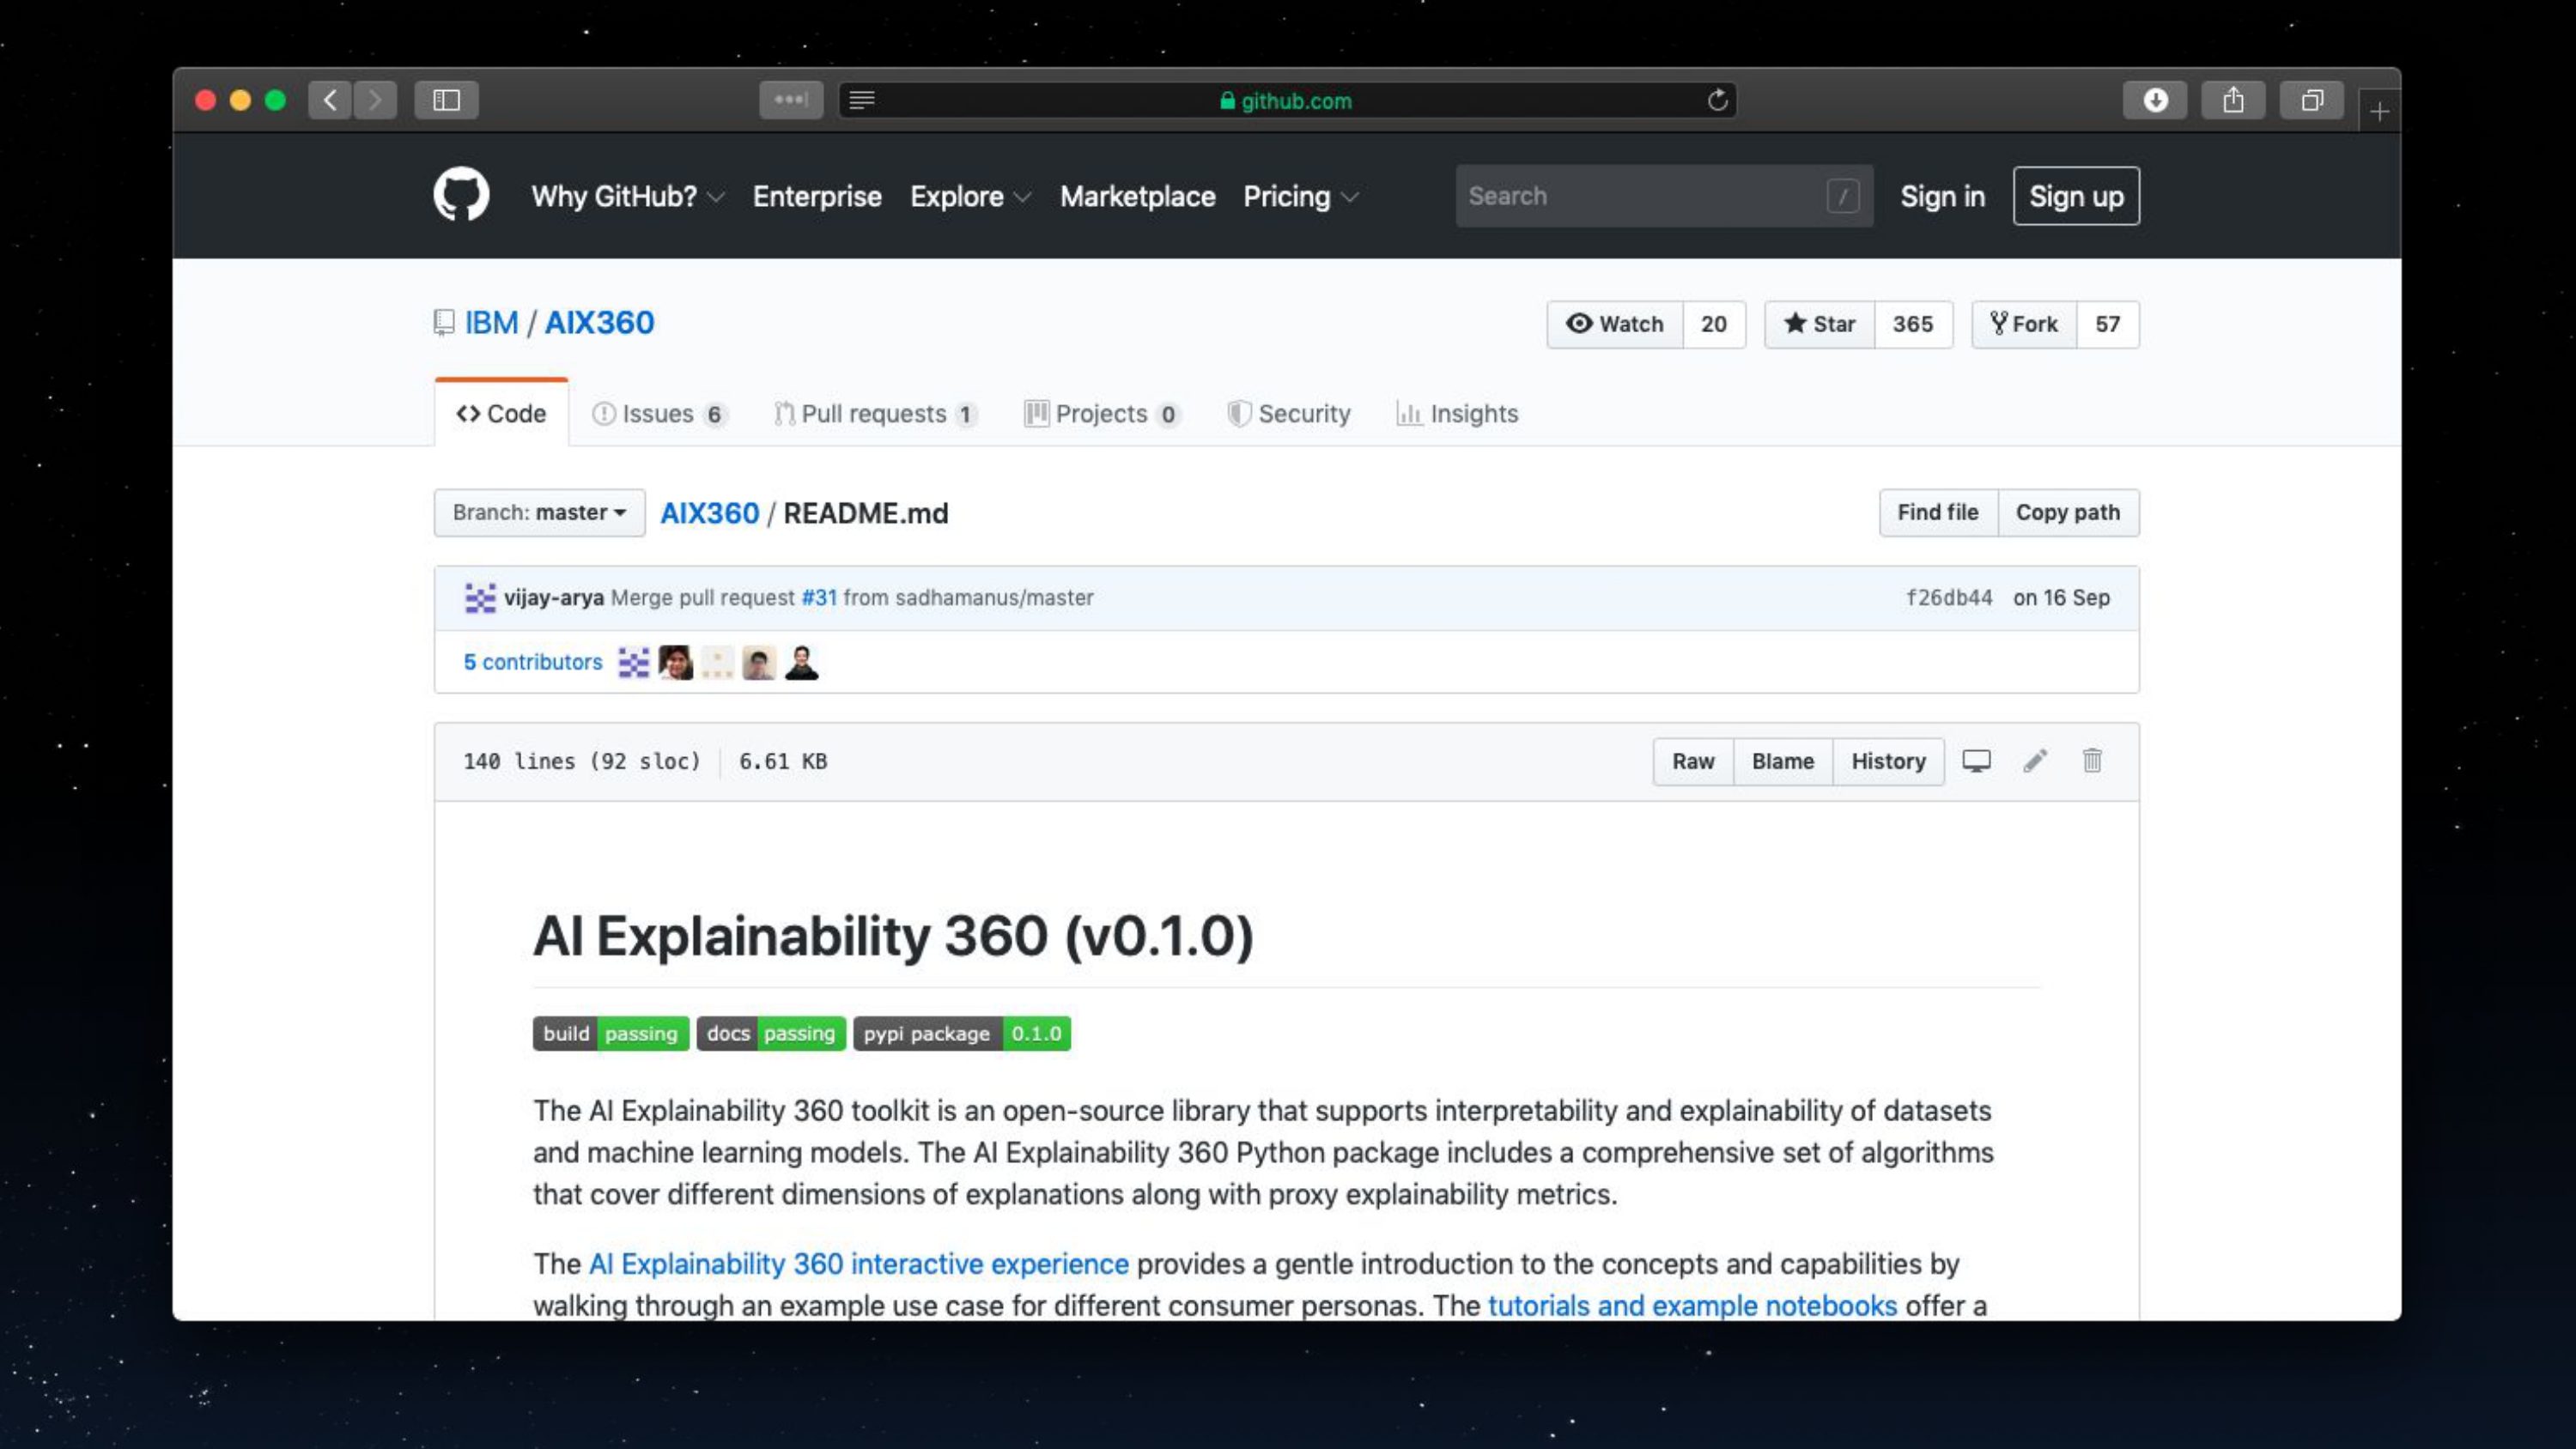 github.com
Why GitHub? Enterprise Explore Marketplace Pricing Search / Sign in Sign up
IBM / AIX360 Watch 20 Star 365 Fork 57
Code Issues 6 Pull requests 1 Projects 0 Security Insights
Branch: master AIX360 / README.md Find file Copy path
vijay-arya Merge pull request #31 from sadhamanus/master f26db44 on 16 Sep
5 contributors
140 lines (92 sloc) 6.61 KB Raw Blame History
AI Explainability 360 (v0.1.0)
build passing docs passing pypi package 0.1.0
The AI Explainability 360 toolkit is an open-source library that supports interpretability and explainability of datasets
and machine learning models. The AI Explainability 360 Python package includes a comprehensive set of algorithms
that cover different dimensions of explanations along with proxy explainability metrics.
The AI Explainability 360 interactive experience provides a gentle introduction to the concepts and capabilities by
walking through an example use case for different consumer personas. The tutorials and example notebooks offer a